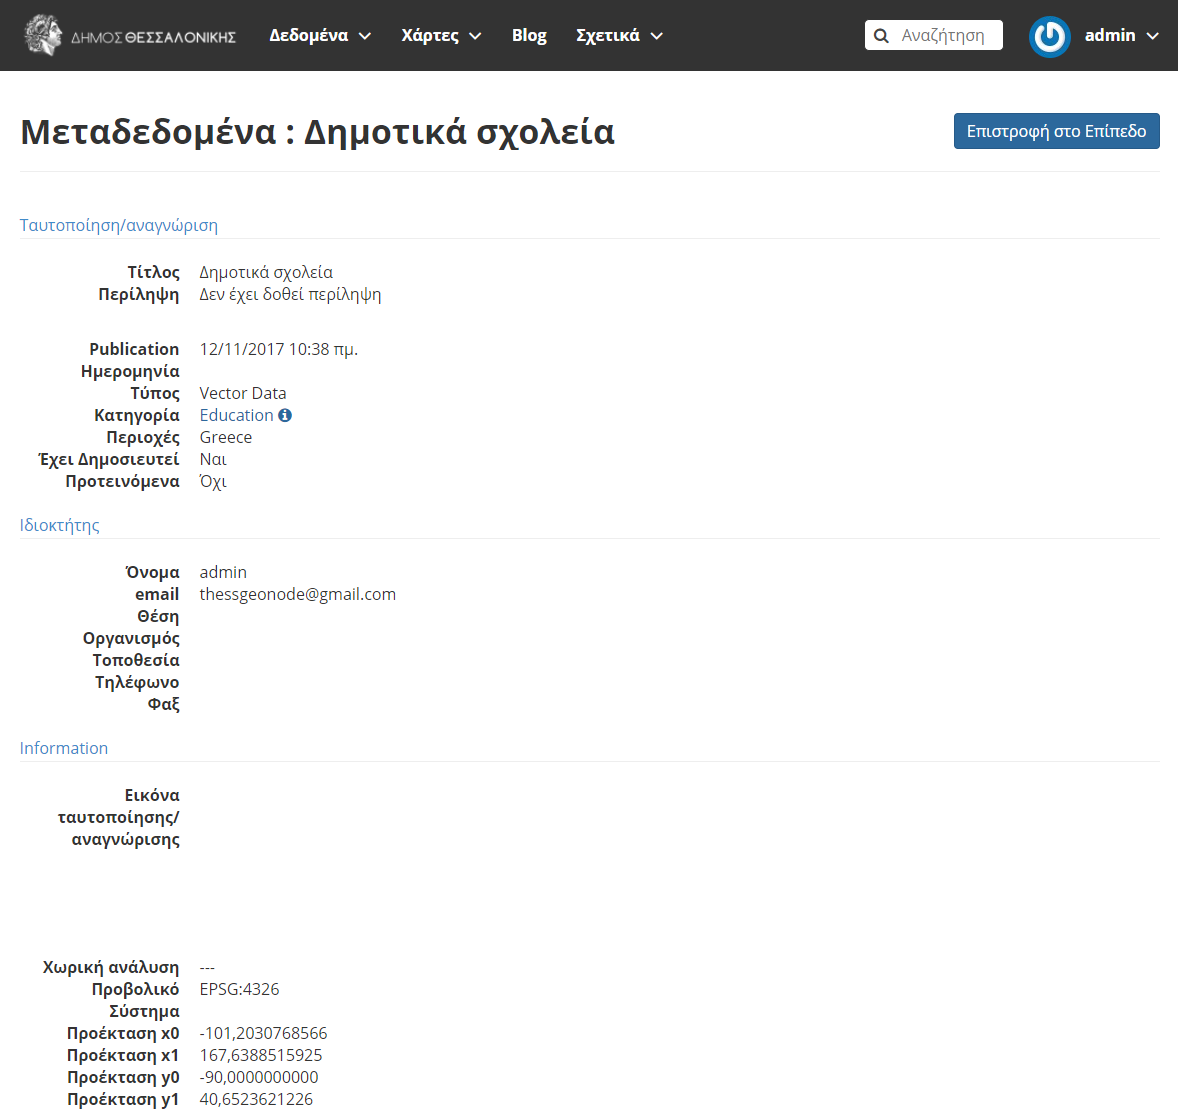 ΔΗΜΟΣ ΘΕΣΣΑΛΟΝΙΚΗΣ Δεδομένα Χάρτες Blog Σχετικά Αναζήτηση admin
Μεταδεδομένα : Δημοτικά σχολεία Επιστροφή στο Επίπεδο
Ταυτοποίηση/αναγνώριση
Τίτλος Δημοτικά σχολεία
Περίληψη Δεν έχει δοθεί περίληψη
Publication 12/11/2017 10:38 πμ.
Ημερομηνία
Τύπος Vector Data
Κατηγορία Education
Περιοχές Greece
Έχει Δημοσιευτεί Ναι
Προτεινόμενα Όχι
Ιδιοκτήτης
Όνομα admin
email thessgeonode@gmail.com
Θέση
Οργανισμός
Τοποθεσία
Τηλέφωνο
Φαξ
Information
Εικόνα
ταυτοποίησης/
αναγνώρισης
Χωρική ανάλυση ---
Προβολικό EPSG:4326
Σύστημα
Προέκταση x0 -101,2030768566
Προέκταση x1 167,6388515925
Προέκταση y0 -90,0000000000
Προέκταση y1 40,6523621226